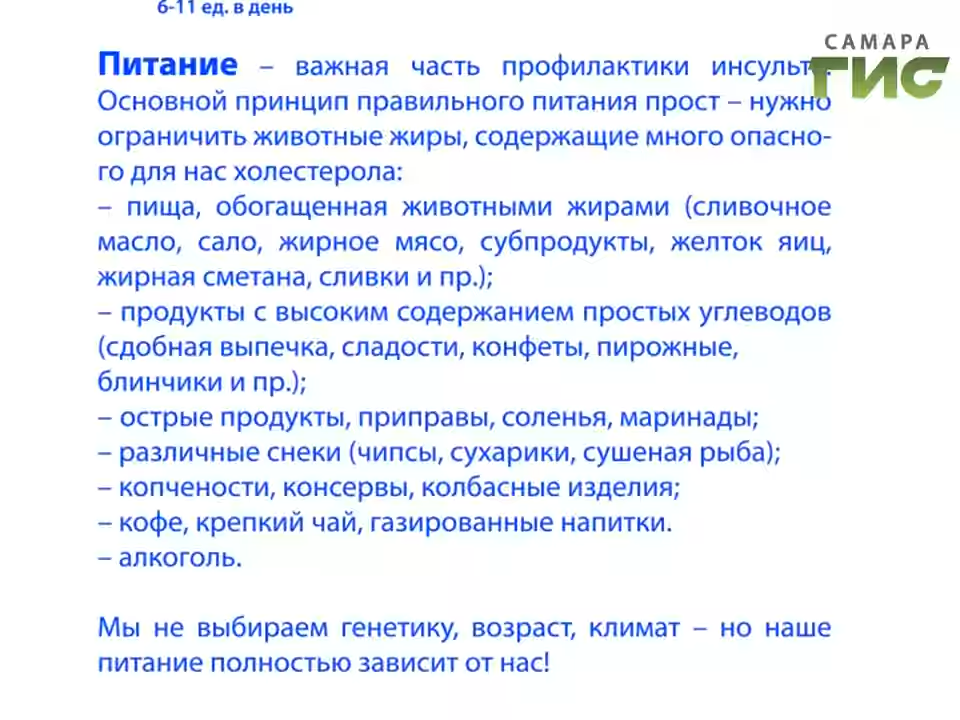 6-11 ед. в день
САМАРА
ГИС
Питание – важная часть профилактики инсульта.
Основной принцип правильного питания прост – нужно
ограничить животные жиры, содержащие много опасно-
го для нас холестерола:
– пища, обогащенная животными жирами (сливочное
масло, сало, жирное мясо, субпродукты, желток яиц,
жирная сметана, сливки и пр.);
– продукты с высоким содержанием простых углеводов
(сдобная выпечка, сладости, конфеты, пирожные,
блинчики и пр.);
– острые продукты, приправы, соленья, маринады;
– различные снеки (чипсы, сухарики, сушеная рыба);
– копчености, консервы, колбасные изделия;
– кофе, крепкий чай, газированные напитки.
– алкоголь.
Мы не выбираем генетику, возраст, климат – но наше
питание полностью зависит от нас!